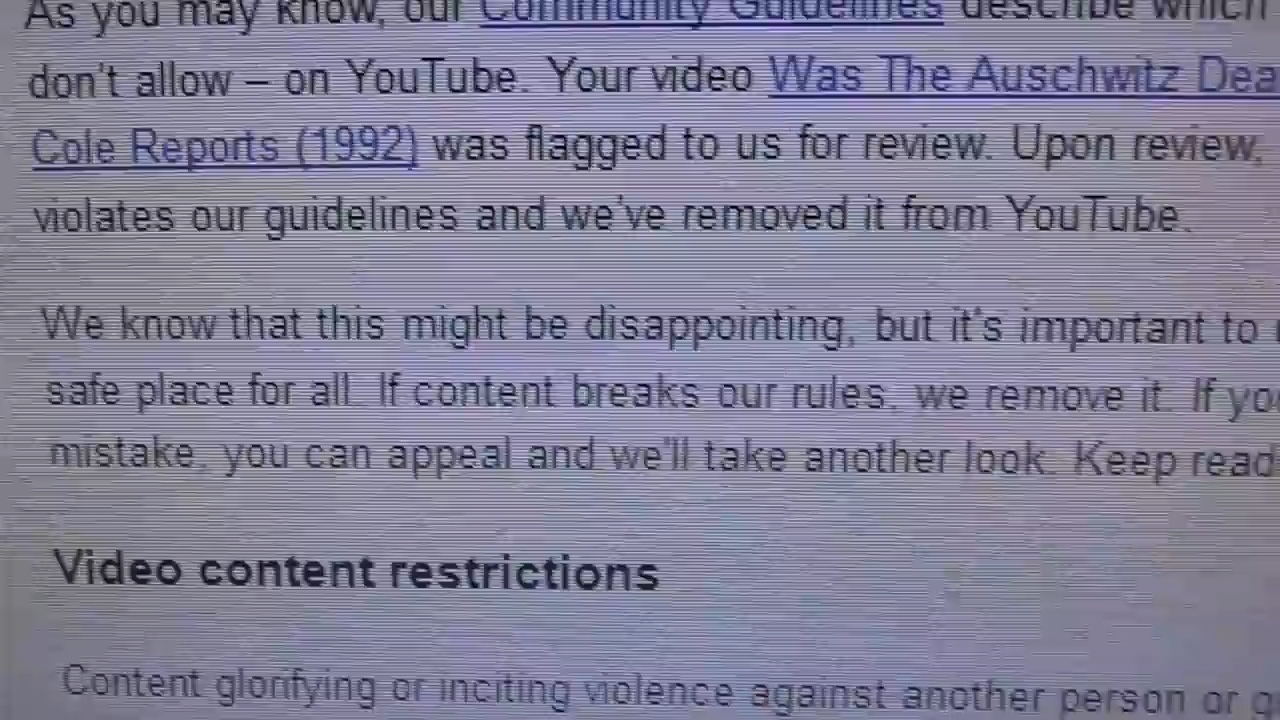 As you may know, our Community Guidelines describe which
don't allow – on YouTube. Your video Was The Auschwitz
Cole Reports (1992) was flagged to us for review. Upon review,
violates our guidelines and we've removed it from YouTube.
We know that this might be disappointing, but it's important to
safe place for all. If content breaks our rules, we remove it. If
mistake, you can appeal and we'll take another look. Keep
Video content restrictions
Content glorifying or inciting violence against another person or